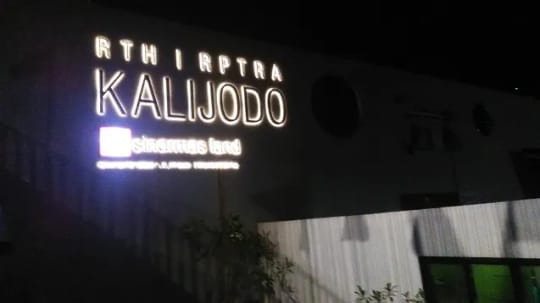 RTH | RPTRA
KALIJODO
sinarmas land